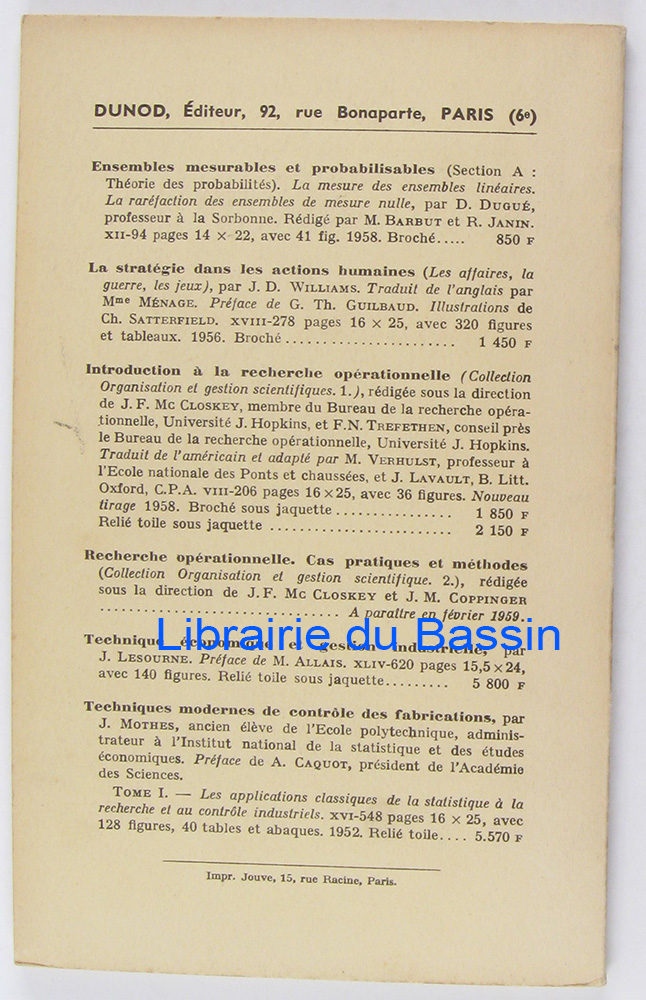 DUNOD, Éditeur, 92, rue Bonaparte, PARIS (6e)
Ensembles mesurables et probabilisables (Section A :
Théorie des probabilités). La mesure des ensembles linéaires.
La raréfaction des ensembles de mesure nulle, par D. DUGUÉ,
professeur à la Sorbonne. Rédigé par M. BARBUT et R. JANIN.
XII-94 pages 14 × 22, avec 41 fig. 1958. Broché..... 850 F
La stratégie dans les actions humaines (Les affaires, la
guerre, les jeux), par J. D. WILLIAMS. Traduit de l'anglais par
Mme MÉNAGE. Préface de G. Th. GUILBAUD. Illustrations de
Ch. SATTERFIELD. XVIII-278 pages 16 × 25, avec 320 figures
et tableaux. 1956. Broché ....................... 1 450 F
Introduction à la recherche opérationnelle (Collection
Organisation et gestion scientifiques. 1.), rédigée sous la direction
de J. F. MC CLOSKEY, membre du Bureau de la recherche opéra-
tionnelle, Université J. Hopkins, et F.N. TREFETHEN, conseil près
le Bureau de la recherche opérationnelle, Université J. Hopkins.
Traduit de l'américain et adapté par M. VERHULST, professeur à
l'Ecole nationale des Ponts et chaussées, et J. LAVAULT, B. Litt.
Oxford, C.P.A. VIII-206 pages 16 × 25, avec 36 figures. Nouveau
tirage 1958. Broché sous jaquette ................ 1 850 F
Relié toile sous jaquette ......................... 2 150 F
Recherche opérationnelle. Cas pratiques et méthodes
(Collection Organisation et gestion scientifique. 2.), rédigée
sous la direction de J. F. MC CLOSKEY et J. M. COPPINGER
................................ A paraître en février 1959.
Librairie du Bassin
Technique économique et gestion industrielle, par
J. LESOURNE. Préface de M. ALLAIS. XLIV-620 pages 15,5 × 24,
avec 140 figures. Relié toile sous jaquette......... 5 800 F
Techniques modernes de contrôle des fabrications, par
J. MOTHES, ancien élève de l'Ecole polytechnique, adminis-
trateur à l'Institut national de la statistique et des études
économiques. Préface de A. CAQUOT, président de l'Académie
des Sciences.
TOME I. — Les applications classiques de la statistique à la
recherche et au contrôle industriels. XVI-548 pages 16 × 25, avec
128 figures, 40 tables et abaques. 1952. Relié toile.... 5.570 F
Impr. Jouve, 15, rue Racine, Paris.